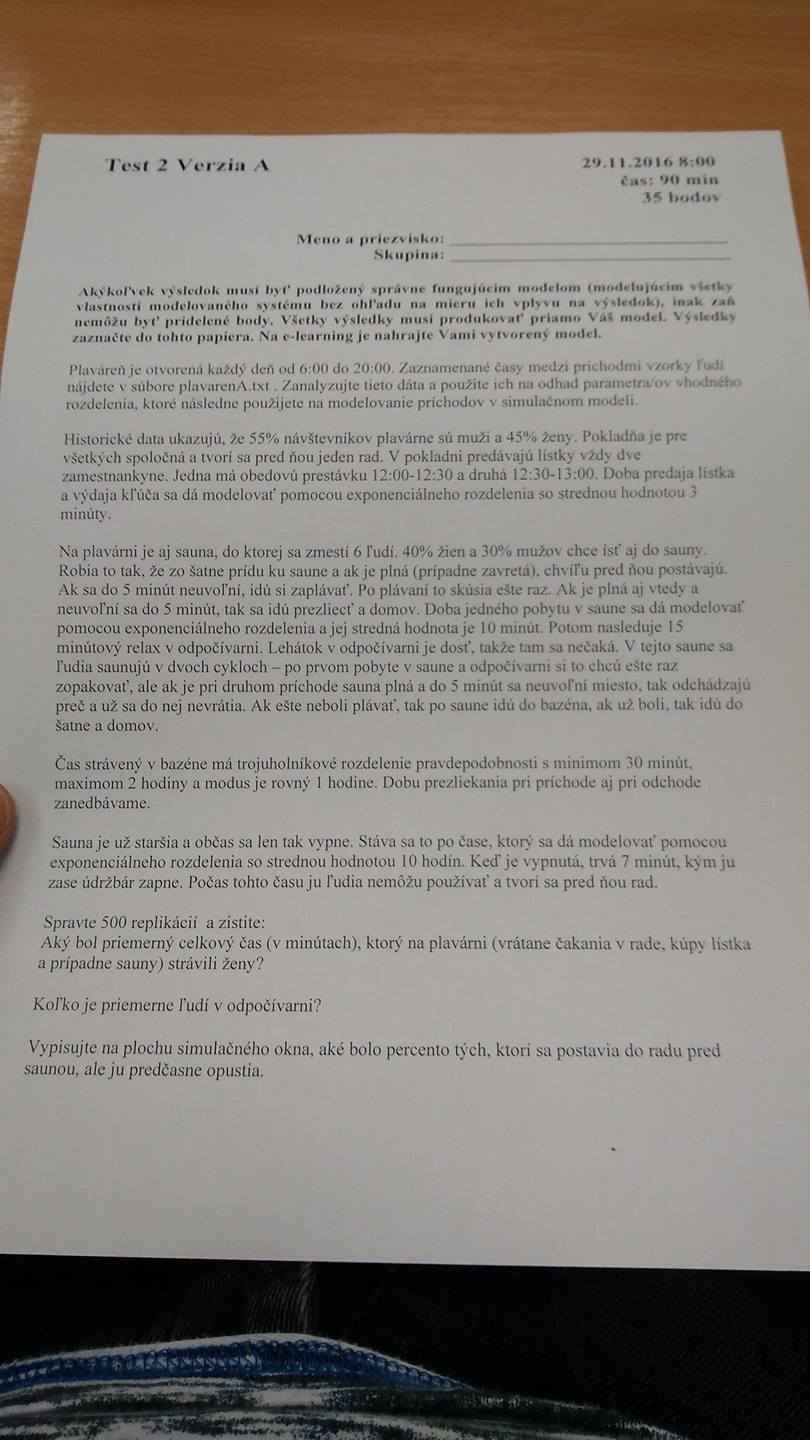 Test 2 Verzia A
29.11.2016 8:00
čas: 90 min
35 bodov
Meno a priezvisko:
Skupina:
Akýkoľvek výsledok musí byť podložený správne fungujúcim modelom (modelujúcim všetky
vlastnosti modelovaného systému bez ohľadu na mieru ich vplyvu na výsledok), inak zaň
nemôžu byť pridelené body. Všetky výsledky musí produkovať priamo Váš model. Výsledky
zaznačte do tohto papiera. Na e-learning je nahrajte Vami vytvorený model.
Plaváreň je otvorená každý deň od 6:00 do 20:00. Zaznamenané časy medzi príchodmi vzorky ľudí
nájdete v súbore plavarenA.txt . Zanalyzujte tieto dáta a použite ich na odhad parametra/ov vhodného
rozdelenia, ktoré následne použijete na modelovanie príchodov v simulačnom modeli.
Historické data ukazujú, že 55% návštevníkov plavárne sú muži a 45% ženy. Pokladňa je pre
všetkých spoločná a tvorí sa pred ňou jeden rad. V pokladni predávajú lístky vždy dve
zamestnankyne. Jedna má obedovú prestávku 12:00-12:30 a druhá 12:30-13:00. Doba predaja lístka
a výdaja kľúča sa dá modelovať pomocou exponenciálneho rozdelenia so strednou hodnotou 3
minúty.
Na plavárni je aj sauna, do ktorej sa zmestí 6 ľudí. 40% žien a 30% mužov chce ísť aj do sauny.
Robia to tak, že zo šatne prídu ku saune a ak je plná (prípadne zavretá), chvíľu pred ňou postávajú.
Ak sa do 5 minút neuvoľní, idú si zaplávať. Po plávaní to skúsia ešte raz. Ak je plná aj vtedy a
neuvoľní sa do 5 minút, tak sa idú prezliecť a domov. Doba jedného pobytu v saune sa dá modelovať
pomocou exponenciálneho rozdelenia a jej stredná hodnota je 10 minút. Potom nasleduje 15
minútový relax v odpočívarni. Lehátok v odpočívarni je dosť, takže tam sa nečaká. V tejto saune sa
ľudia saunujú v dvoch cykloch – po prvom pobyte v saune a odpočívarni si to chcú ešte raz
zopakovať, ale ak je pri druhom príchode sauna plná a do 5 minút sa neuvoľní miesto, tak odchádzajú
preč a už sa do nej nevrátia. Ak ešte neboli plávať, tak po saune idú do bazéna, ak už boli, tak idú do
šatne a domov.
Čas strávený v bazéne má trojuholníkové rozdelenie pravdepodobnosti s minimom 30 minút,
maximom 2 hodiny a modus je rovný 1 hodine. Dobu prezliekania pri príchode aj pri odchode
zanedbávame.
Sauna je už staršia a občas sa len tak vypne. Stáva sa to po čase, ktorý sa dá modelovať pomocou
exponenciálneho rozdelenia so strednou hodnotou 10 hodín. Keď je vypnutá, trvá 7 minút, kým ju
zase údržbár zapne. Počas tohto času ju ľudia nemôžu používať a tvorí sa pred ňou rad.
Spravte 500 replikácií a zistite:
Aký bol priemerný celkový čas (v minútach), ktorý na plavárni (vrátane čakania v rade, kúpy lístka
a prípadne sauny) strávili ženy?
Koľko je priemerne ľudí v odpočívarni?
Vypisujte na plochu simulačného okna, aké bolo percento tých, ktorí sa postavia do radu pred
saunou, ale ju predčasne opustia.